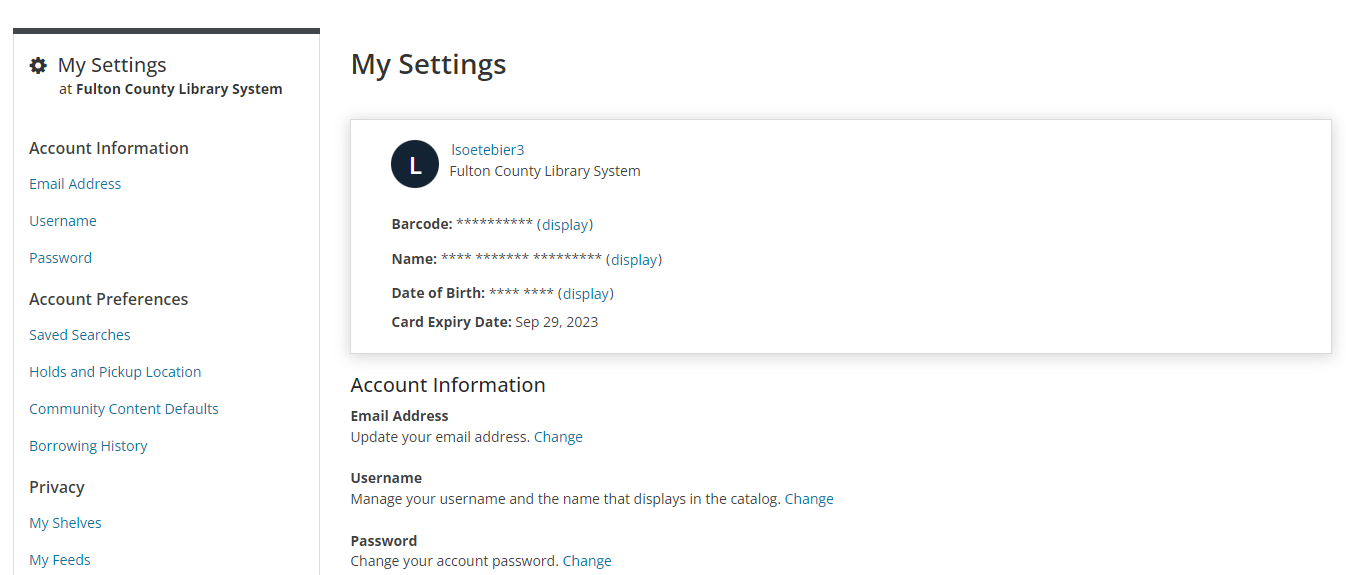 My Settings
at Fulton County Library System
Account Information
Email Address
Username
Password
Account Preferences
Saved Searches
Holds and Pickup Location
Community Content Defaults
Borrowing History
Privacy
My Shelves
My Feeds
My Settings
L
lsoetebier3
Fulton County Library System
Barcode: ********** (display)
Name: **** ******* ********* (display)
Date of Birth: **** **** (display)
Card Expiry Date: Sep 29, 2023
Account Information
Email Address
Update your email address. Change
Username
Manage your username and the name that displays in the catalog. Change
Password
Change your account password. Change